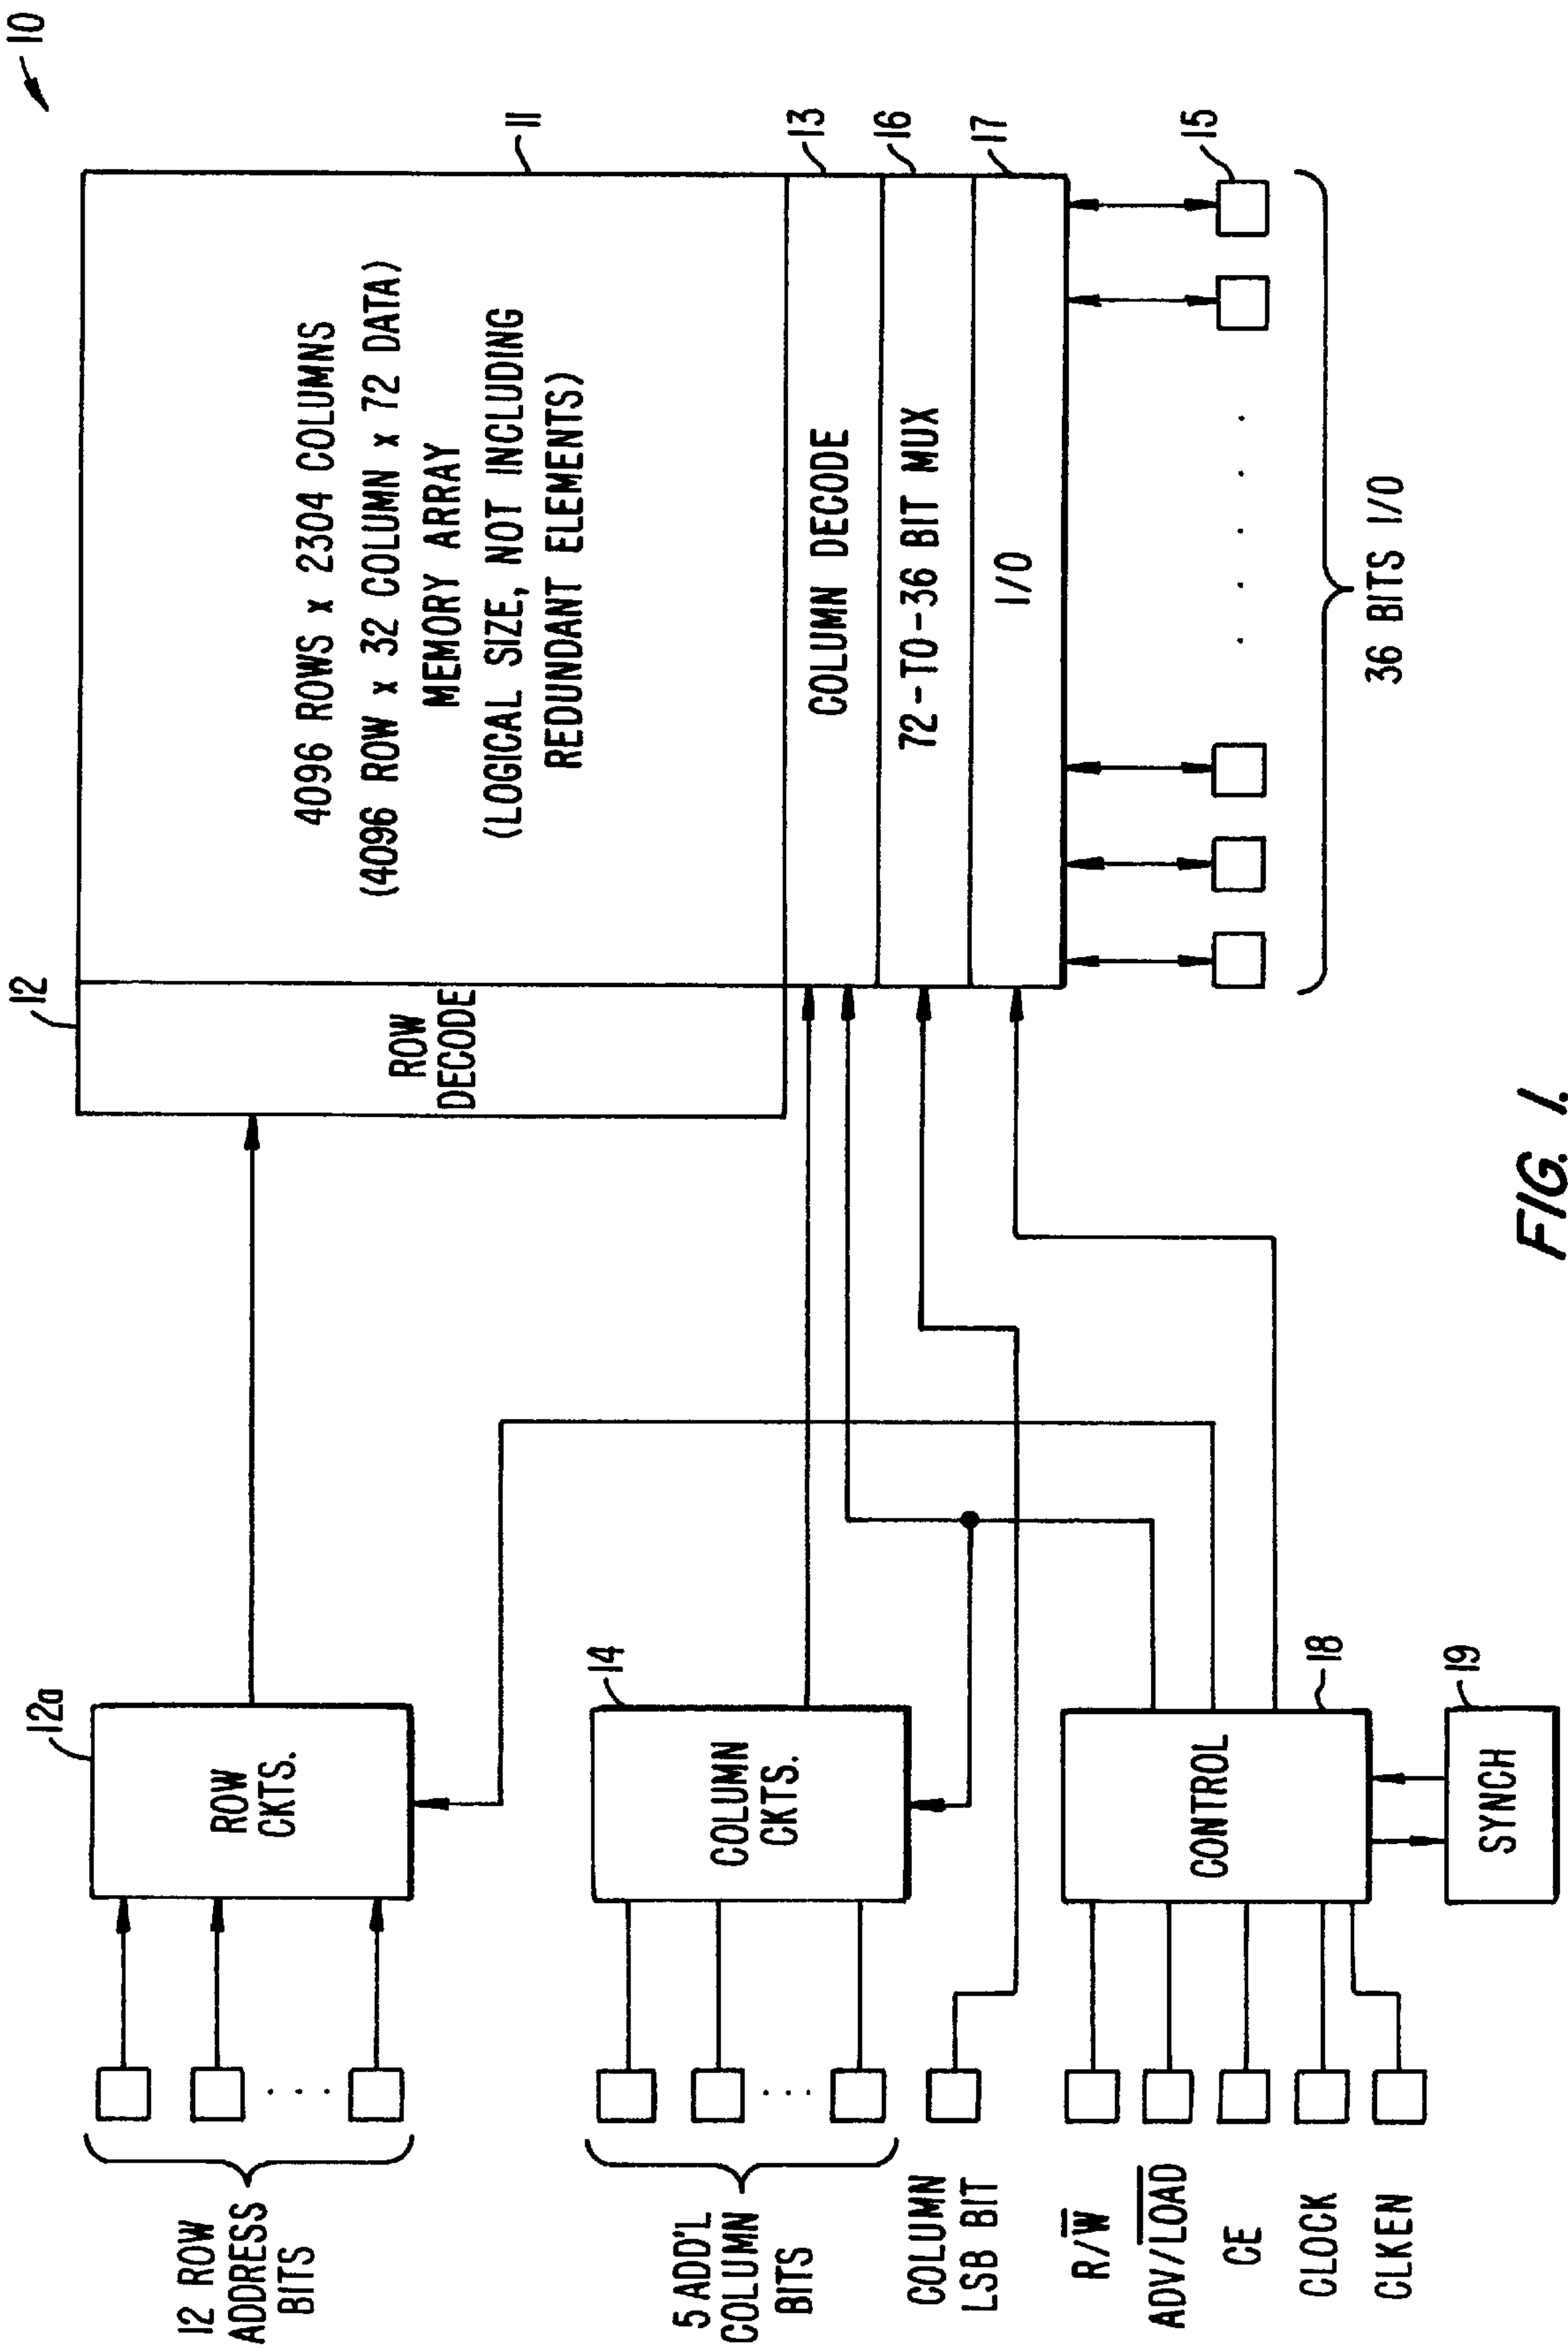 10
12
11
4096 ROWS x 2304 COLUMNS
(4096 ROW x 32 COLUMN x 72 DATA)
MEMORY ARRAY
(LOGICAL SIZE, NOT INCLUDING
REDUNDANT ELEMENTS)
ROW
DECODE
13
COLUMN DECODE
16
72-TO-36 BIT MUX
17
I/O
15
36 BITS I/O
12a
ROW
CKTS.
12 ROW
ADDRESS
BITS
14
COLUMN
CKTS.
5 ADD'L
COLUMN
BITS
COLUMN
LSB BIT
18
CONTROL
R/W̅
ADV/L̅O̅A̅D̅
CE
CLOCK
CLKEN
19
SYNCH
FIG. 1.